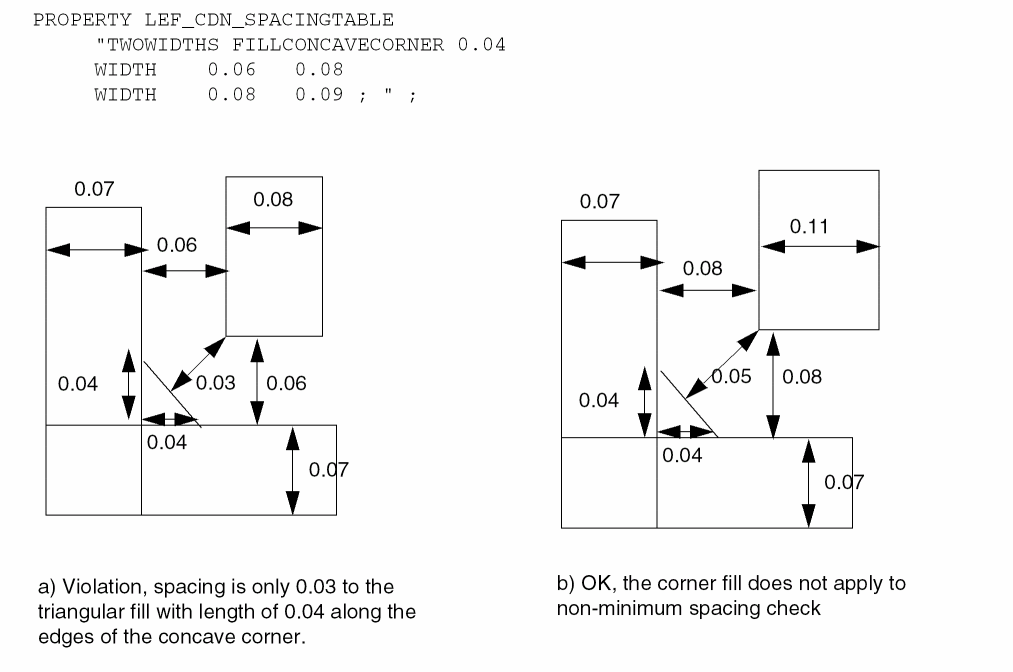 PROPERTY LEF_CDN_SPACINGTABLE
"TWOWIDTHS FILLCONCAVECORNER 0.04
WIDTH 0.06 0.08
WIDTH 0.08 0.09 ; " ;
0.07
0.08
0.06
0.04
0.03
0.06
0.04
0.07
a) Violation, spacing is only 0.03 to the
triangular fill with length of 0.04 along the
edges of the concave corner.
0.07
0.11
0.08
0.05
0.08
0.04
0.04
0.07
b) OK, the corner fill does not apply to
non-minimum spacing check